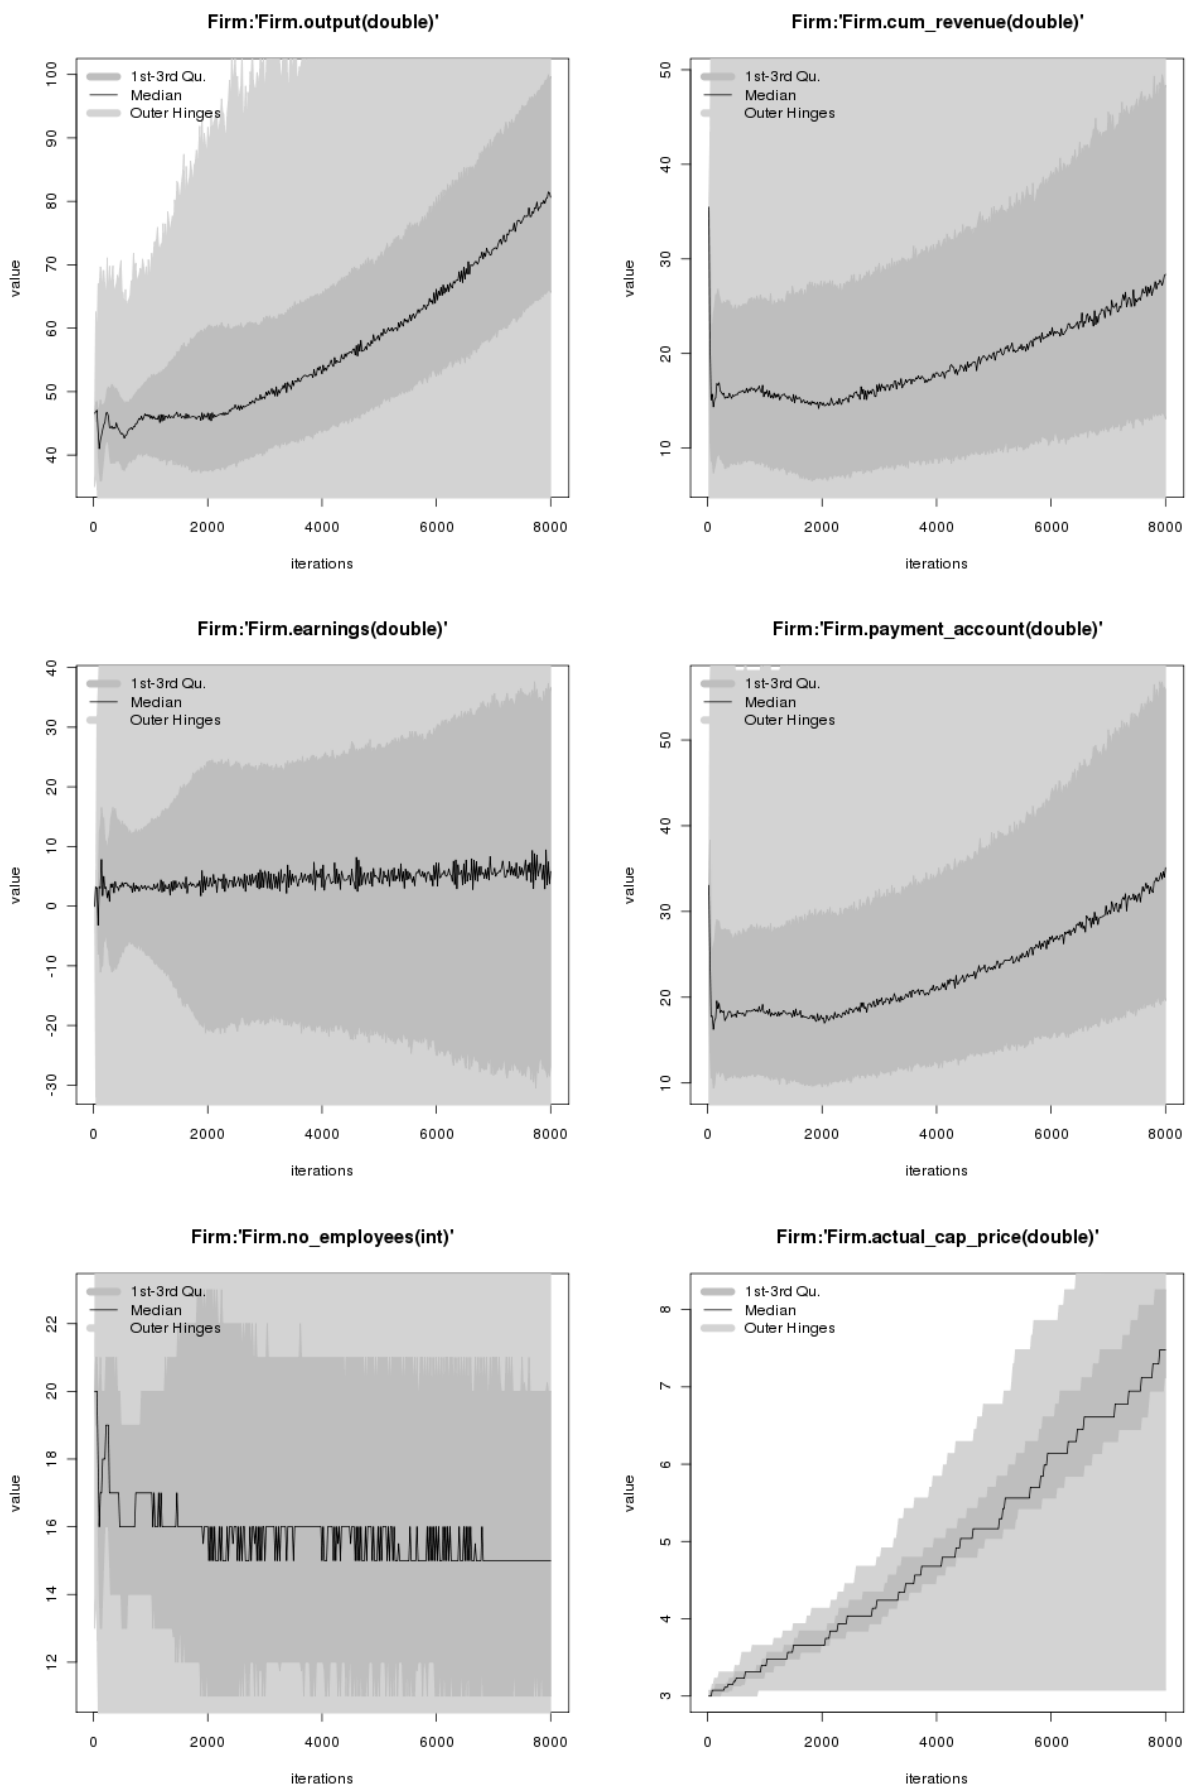 Firm:'Firm.output(double)'
1st-3rd Qu.
Median
Outer Hinges
value
40 50 60 70 80 90 100
0 2000 4000 6000 8000
iterations
Firm:'Firm.cum_revenue(double)'
1st-3rd Qu.
Median
Outer Hinges
value
10 20 30 40 50
0 2000 4000 6000 8000
iterations
Firm:'Firm.earnings(double)'
1st-3rd Qu.
Median
Outer Hinges
value
-30 -20 -10 0 10 20 30 40
0 2000 4000 6000 8000
iterations
Firm:'Firm.payment_account(double)'
1st-3rd Qu.
Median
Outer Hinges
value
10 20 30 40 50
0 2000 4000 6000 8000
iterations
Firm:'Firm.no_employees(int)'
1st-3rd Qu.
Median
Outer Hinges
value
12 14 16 18 20 22
0 2000 4000 6000 8000
iterations
Firm:'Firm.actual_cap_price(double)'
1st-3rd Qu.
Median
Outer Hinges
value
3 4 5 6 7 8
0 2000 4000 6000 8000
iterations